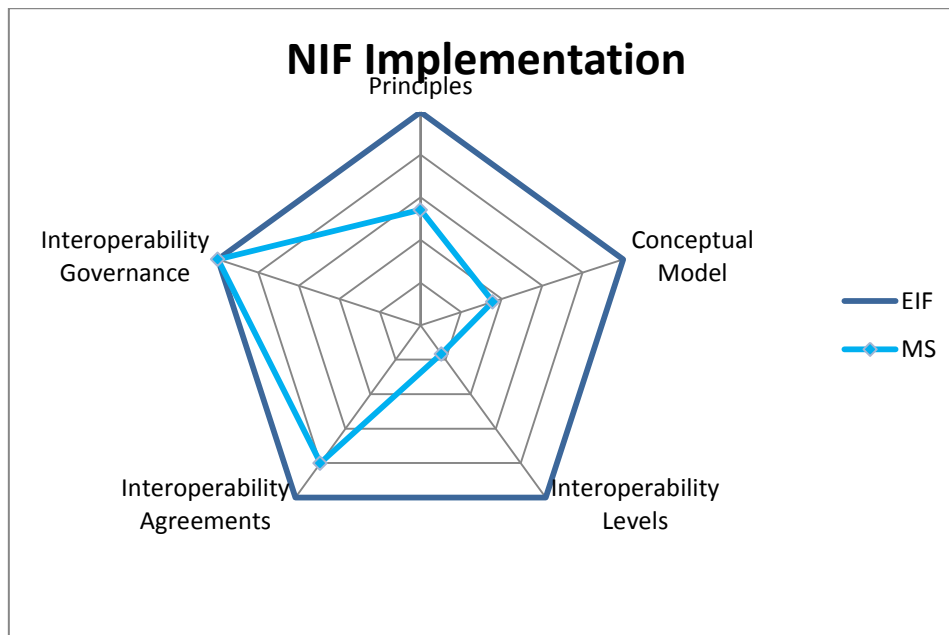 NIF Implementation
Principles
Interoperability
Governance
Conceptual
Model
EIF
MS
Interoperability
Agreements
Interoperability
Levels